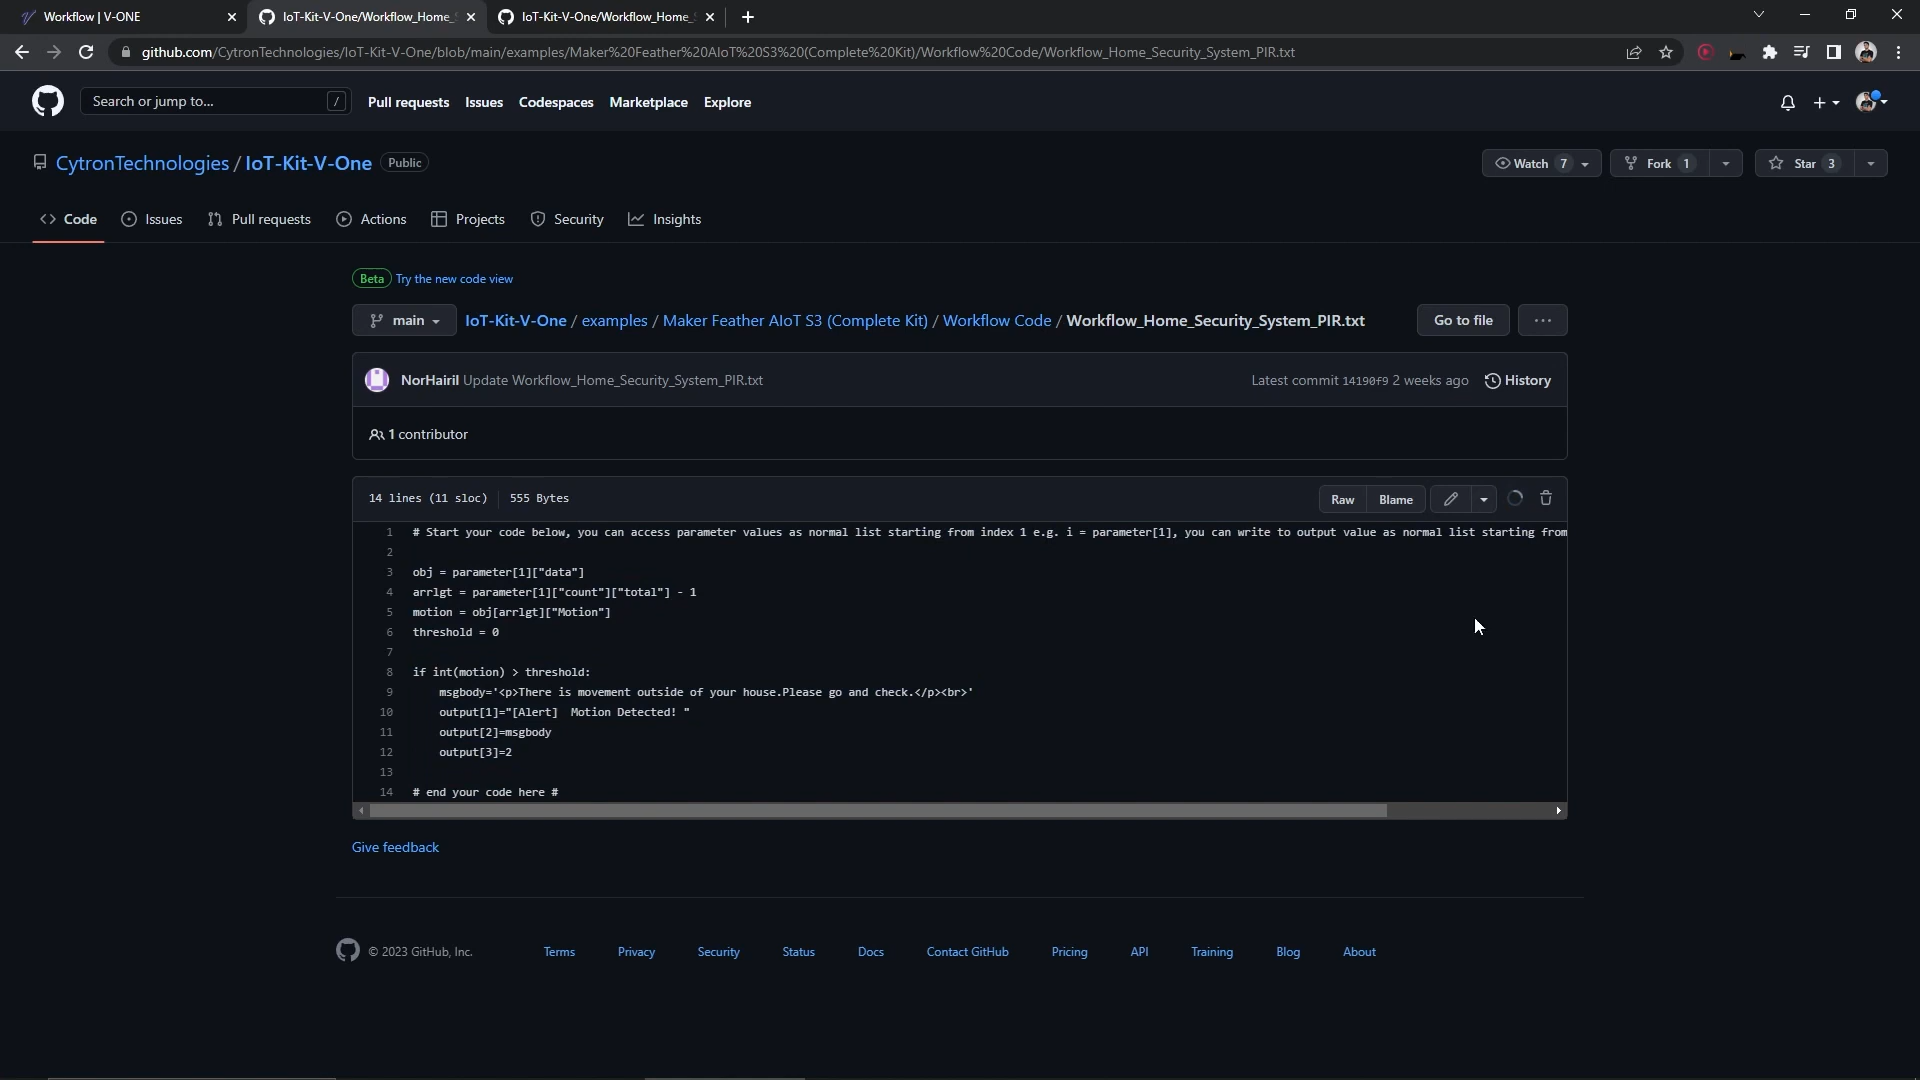 Workflow | V-ONE
IoT-Kit-V-One/Workflow_Home_
IoT-Kit-V-One/Workflow_Home_
github.com/CytronTechnologies/IoT-Kit-V-One/blob/main/examples/Maker%20Feather%20AIoT%20S3%20(Complete%20Kit)/Workflow%20Code/Workflow_Home_Security_System_PIR.txt
Search or jump to... /
Pull requests Issues Codespaces Marketplace Explore
CytronTechnologies / IoT-Kit-V-One Public
Watch 7 Fork 1 Star 3
<> Code Issues Pull requests Actions Projects Security Insights
Beta Try the new code view
main IoT-Kit-V-One / examples / Maker Feather AIoT S3 (Complete Kit) / Workflow Code / Workflow_Home_Security_System_PIR.txt Go to file ...
NorHairil Update Workflow_Home_Security_System_PIR.txt Latest commit 14190f9 2 weeks ago History
1 contributor
14 lines (11 sloc) 555 Bytes Raw Blame
1 # Start your code below, you can access parameter values as normal list starting from index 1 e.g. i = parameter[1], you can write to output value as normal list starting from
2
3 obj = parameter[1]["data"]
4 arrlgt = parameter[1]["count"]["total"] - 1
5 motion = obj[arrlgt]["Motion"]
6 threshold = 0
7
8 if int(motion) > threshold:
9 msgbody='<p>There is movement outside of your house.Please go and check.</p><br>'
10 output[1]="[Alert]  Motion Detected! "
11 output[2]=msgbody
12 output[3]=2
13
14 # end your code here #
Give feedback
© 2023 GitHub, Inc. Terms Privacy Security Status Docs Contact GitHub Pricing API Training Blog About